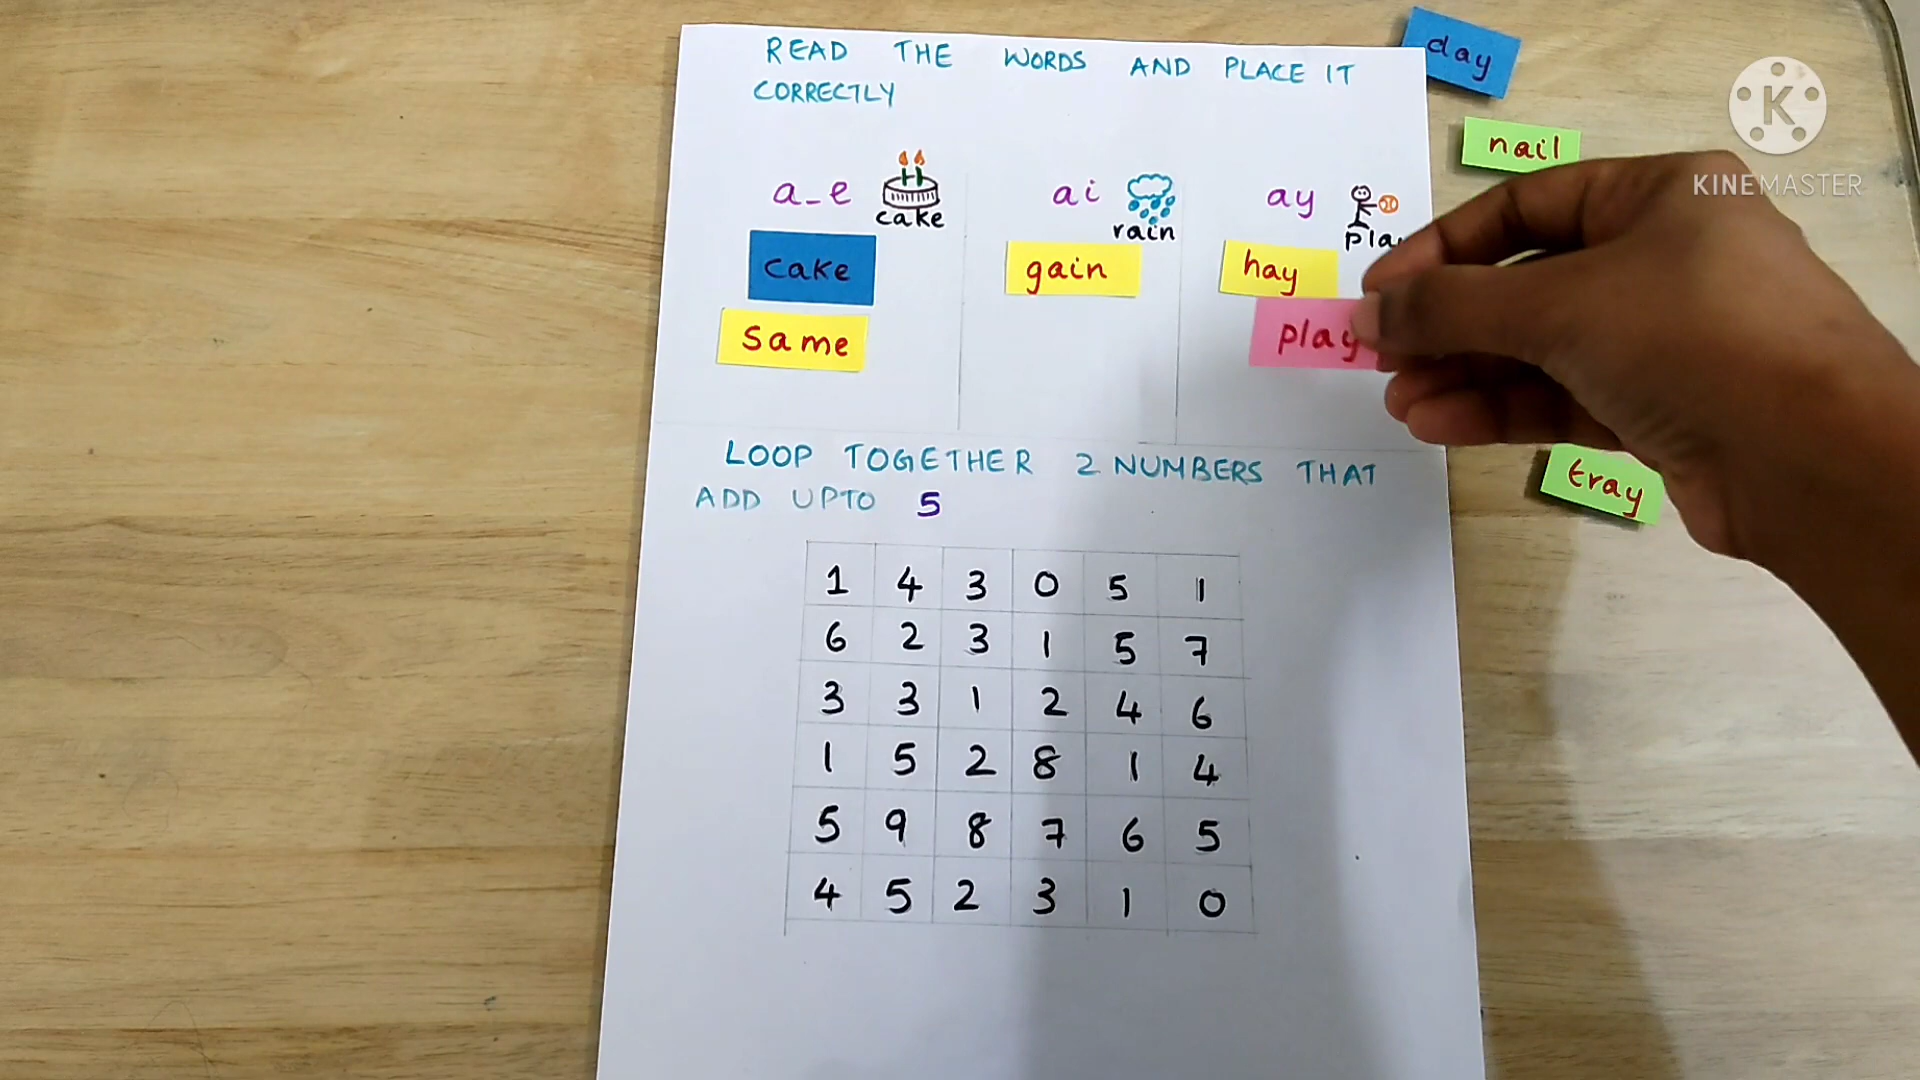 READ THE WORDS AND PLACE IT
CORRECTLY
day
nail
a_e cake
ai rain
ay
cake gain hay
same play
tray
LOOP TOGETHER 2 NUMBERS THAT
ADD UPTO 5
1 4 3 0 5 1
6 2 3 1 5 7
3 3 1 2 4 6
1 5 2 8 1 4
5 9 8 7 6 5
4 5 2 3 1 0
K
KINEMASTER